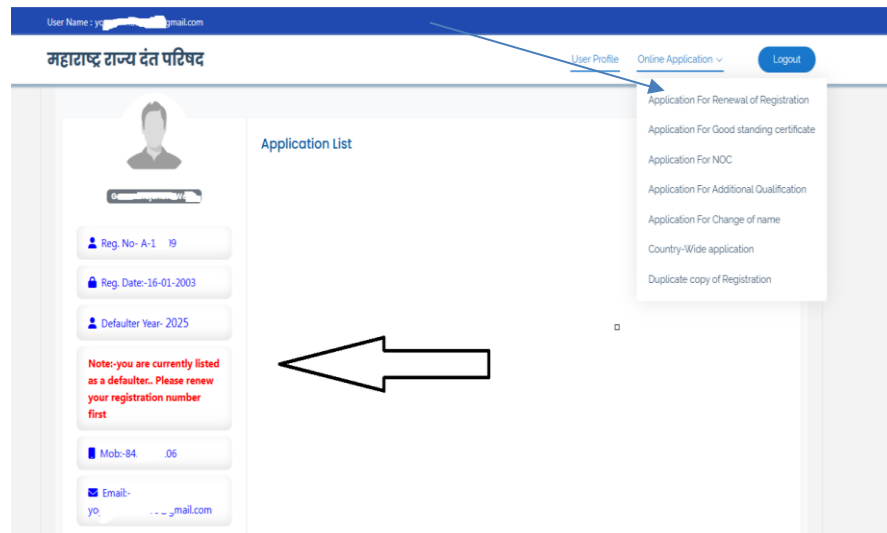 User Name : yo gmail.com
महाराष्ट्र राज्य दंत परिषद
User Profile Online Application Logout
Application For Renewal of Registration
Application For Good standing certificate
Application For NOC
Application For Additional Qualification
Application For Change of name
Country-Wide application
Duplicate copy of Registration
Application List
Reg. No- A-1 9
Reg. Date:-16-01-2003
Defaulter Year- 2025
Note:-you are currently listed
as a defaulter.. Please renew
your registration number
first
Mob:-84. .06
Email:-
yo gmail.com